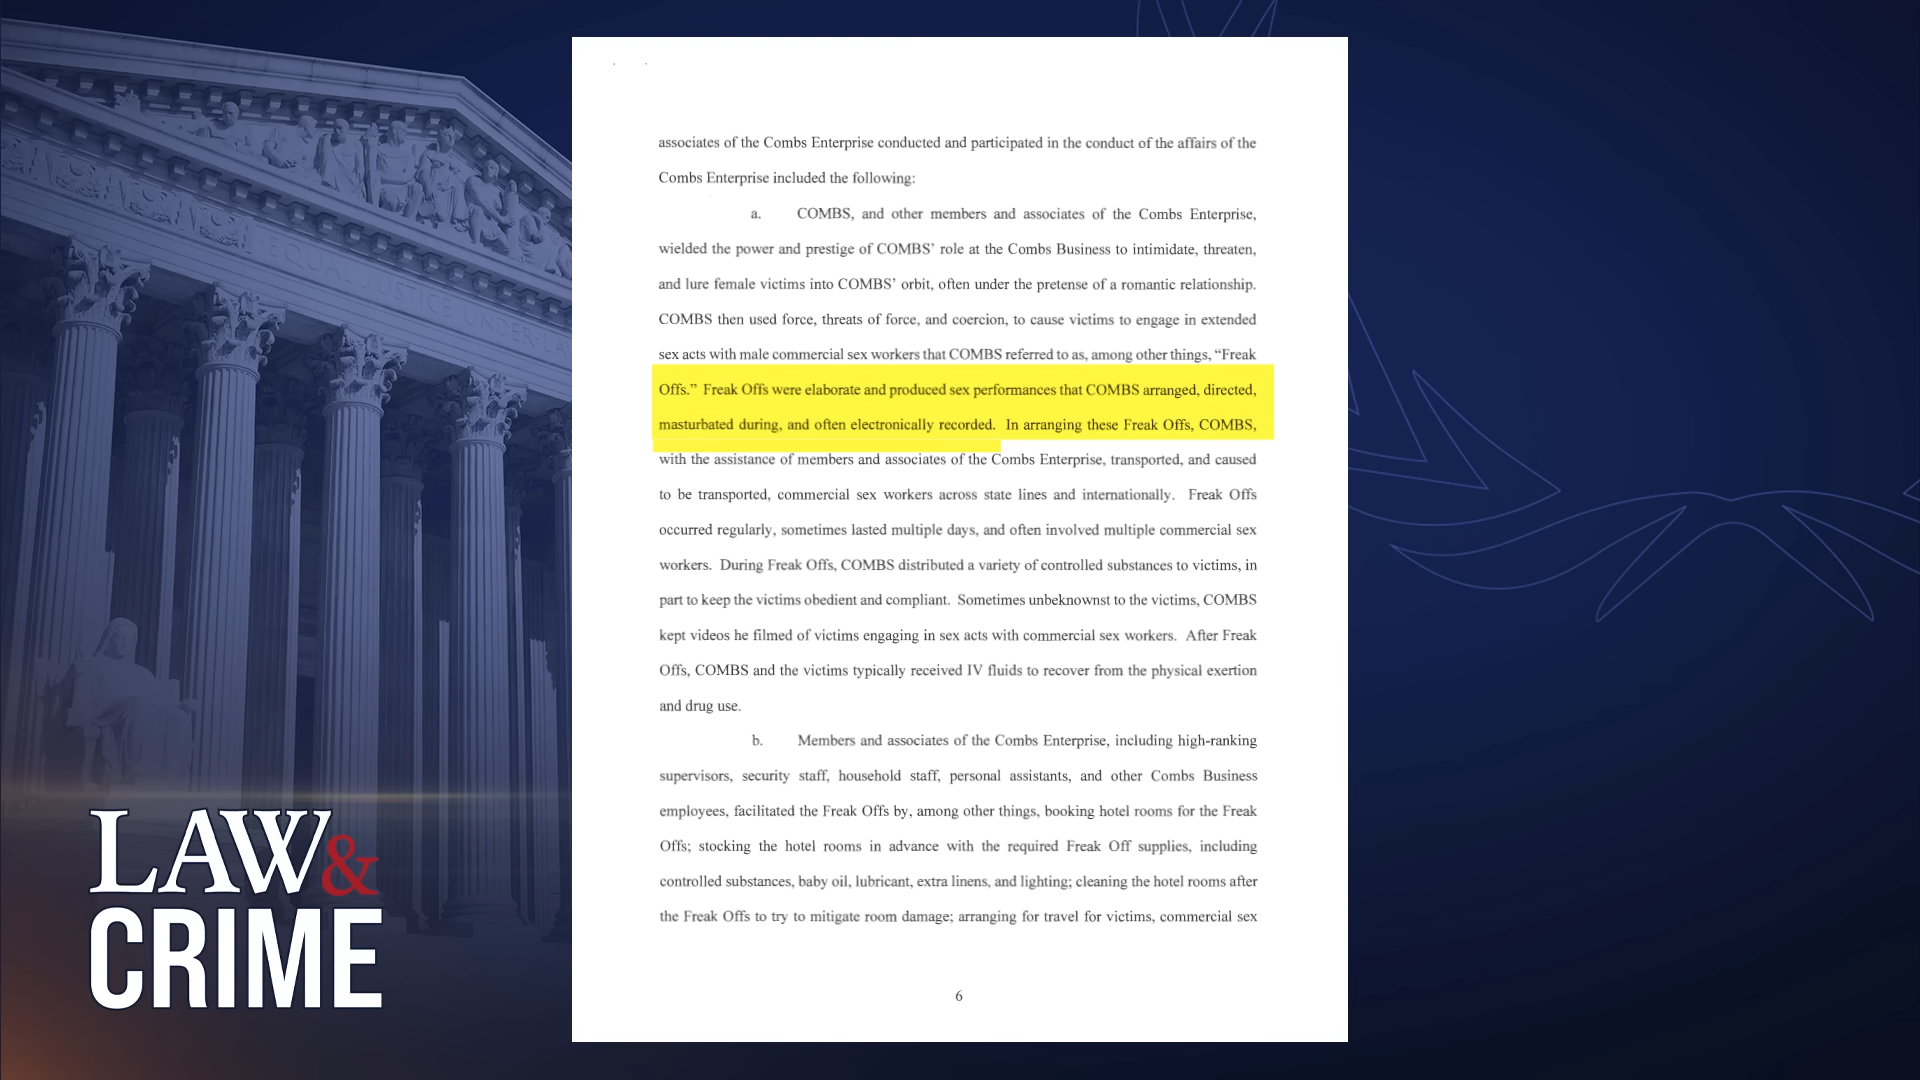 EQUAL JUSTICE UNDER LA
associates of the Combs Enterprise conducted and participated in the conduct of the affairs of the
Combs Enterprise included the following:
a. COMBS, and other members and associates of the Combs Enterprise,
wielded the power and prestige of COMBS’ role at the Combs Business to intimidate, threaten,
and lure female victims into COMBS’ orbit, often under the pretense of a romantic relationship.
COMBS then used force, threats of force, and coercion, to cause victims to engage in extended
sex acts with male commercial sex workers that COMBS referred to as, among other things, “Freak
Offs.” Freak Offs were elaborate and produced sex performances that COMBS arranged, directed,
masturbated during, and often electronically recorded. In arranging these Freak Offs, COMBS,
with the assistance of members and associates of the Combs Enterprise, transported, and caused
to be transported, commercial sex workers across state lines and internationally. Freak Offs
occurred regularly, sometimes lasted multiple days, and often involved multiple commercial sex
workers. During Freak Offs, COMBS distributed a variety of controlled substances to victims, in
part to keep the victims obedient and compliant. Sometimes unbeknownst to the victims, COMBS
kept videos he filmed of victims engaging in sex acts with commercial sex workers. After Freak
Offs, COMBS and the victims typically received IV fluids to recover from the physical exertion
and drug use.
b. Members and associates of the Combs Enterprise, including high-ranking
supervisors, security staff, household staff, personal assistants, and other Combs Business
employees, facilitated the Freak Offs by, among other things, booking hotel rooms for the Freak
Offs; stocking the hotel rooms in advance with the required Freak Off supplies, including
controlled substances, baby oil, lubricant, extra linens, and lighting; cleaning the hotel rooms after
the Freak Offs to try to mitigate room damage; arranging for travel for victims, commercial sex
6
LAW&
CRIME